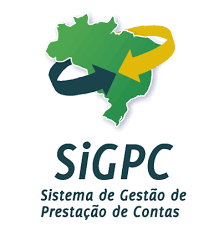 SiGPC
Sistema de Gestão de
Prestação de Contas